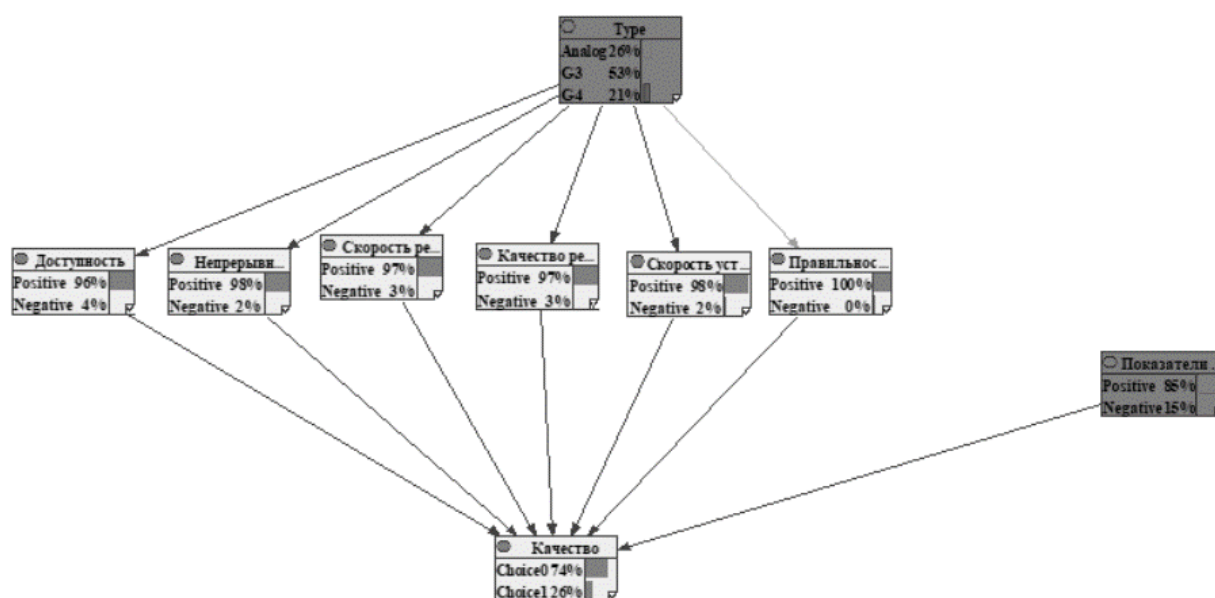 Type
Analog 26%
G3 53%
G4 21%
Доступность
Positive 96%
Negative 4%
Непрерывн...
Positive 98%
Negative 2%
Скорость ре...
Positive 97%
Negative 3%
Качество ре...
Positive 97%
Negative 3%
Скорость уст...
Positive 98%
Negative 2%
Правильнос...
Positive 100%
Negative 0%
Показатели ...
Positive 85%
Negative 15%
Качество
Choice0 74%
Choice1 26%